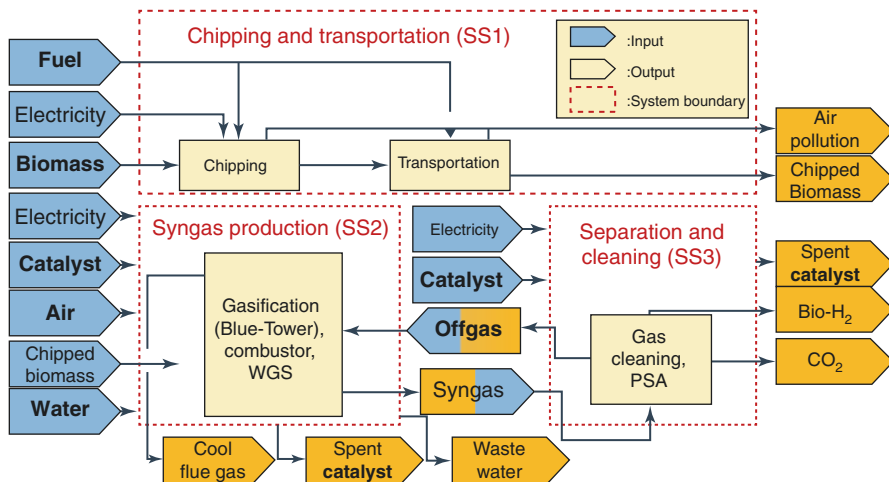 Chipping and transportation (SS1)
:Input
:Output
:System boundary
Fuel
Electricity
Biomass
Chipping
Transportation
Air
pollution
Chipped
Biomass
Electricity
Catalyst
Air
Chipped
biomass
Water
Syngas production (SS2)
Gasification
(Blue-Tower),
combustor,
WGS
Electricity
Catalyst
Offgas
Syngas
Separation and
cleaning (SS3)
Gas
cleaning,
PSA
Spent
catalyst
Bio-H₂
CO₂
Cool
flue gas
Spent
catalyst
Waste
water